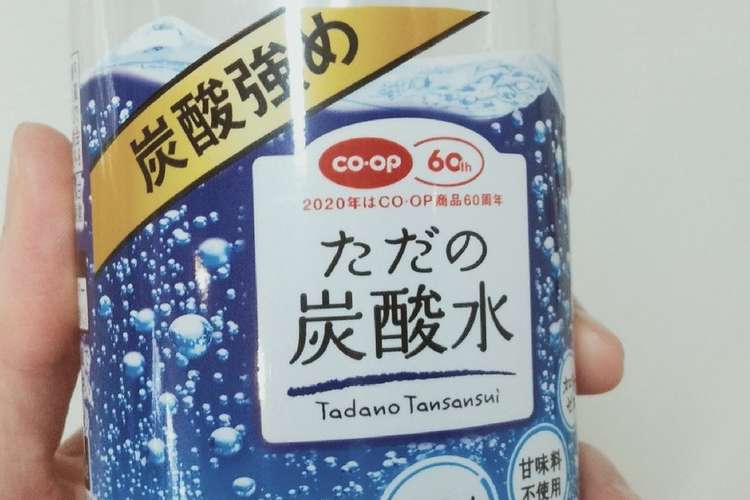 炭酸強め
CO·OP 60th
2020年はCO·OP商品60周年
ただの
炭酸水
Tadano Tansansui
甘味料
不使用